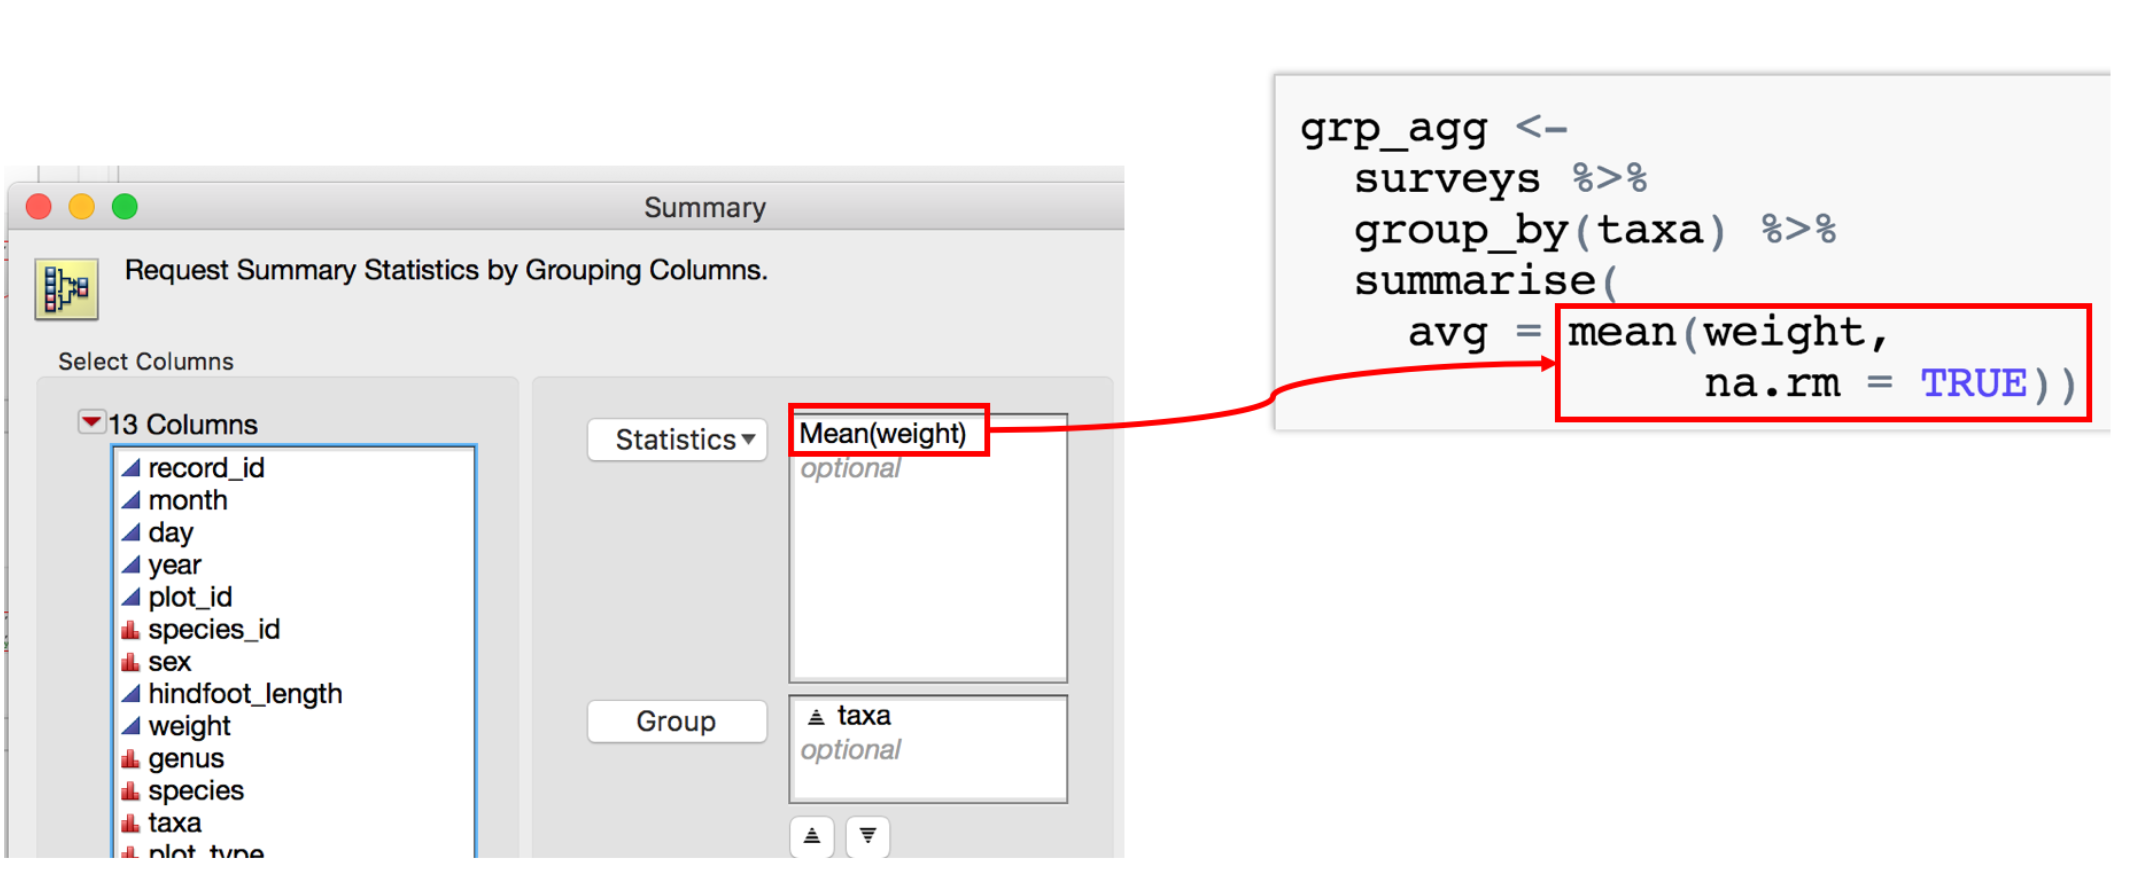 Summary
Request Summary Statistics by Grouping Columns.
Select Columns
13 Columns
record_id
month
day
year
plot_id
species_id
sex
hindfoot_length
weight
genus
species
taxa
plot_type
Statistics
Mean(weight)
optional
Group
taxa
optional
grp_agg <-
surveys %>%
group_by(taxa) %>%
summarise(
avg = mean(weight,
na.rm = TRUE))